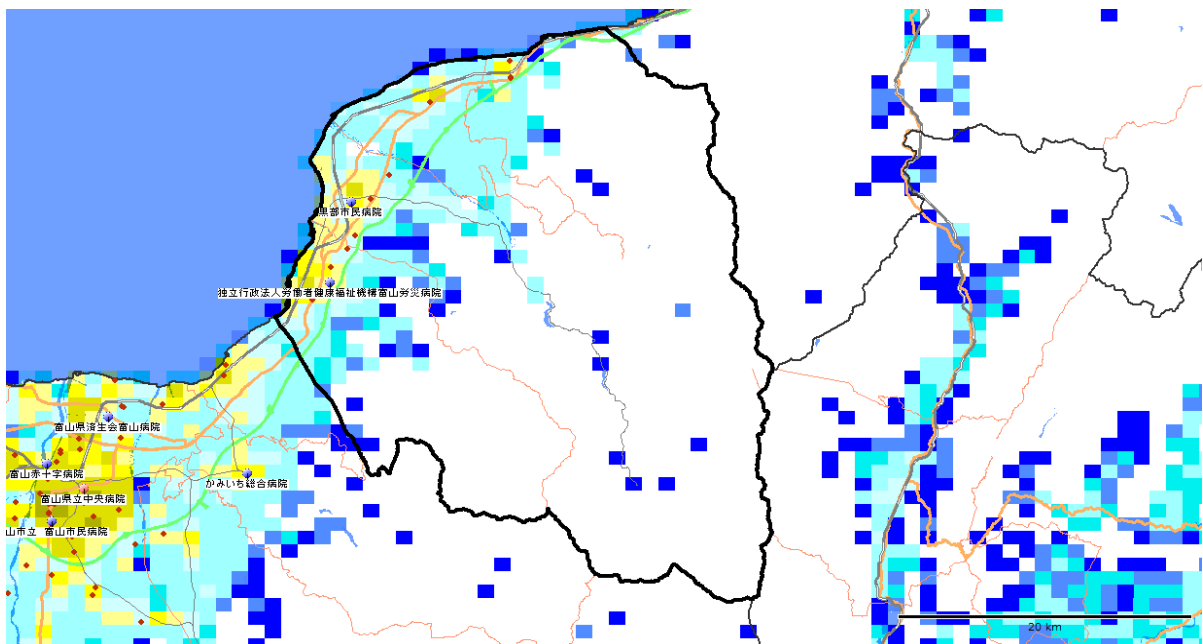 黒部市民病院
独立行政法人労働者健康福祉機構富山労災病院
富山県済生会富山病院
富山赤十字病院
かみいち総合病院
富山県立中央病院
山市立 富山市民病院
20 km